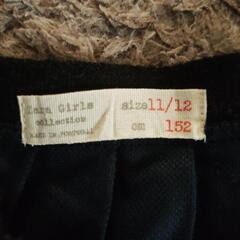 Zara Girls size 11/12
collection cm: 152
MADE IN PORTUGAL